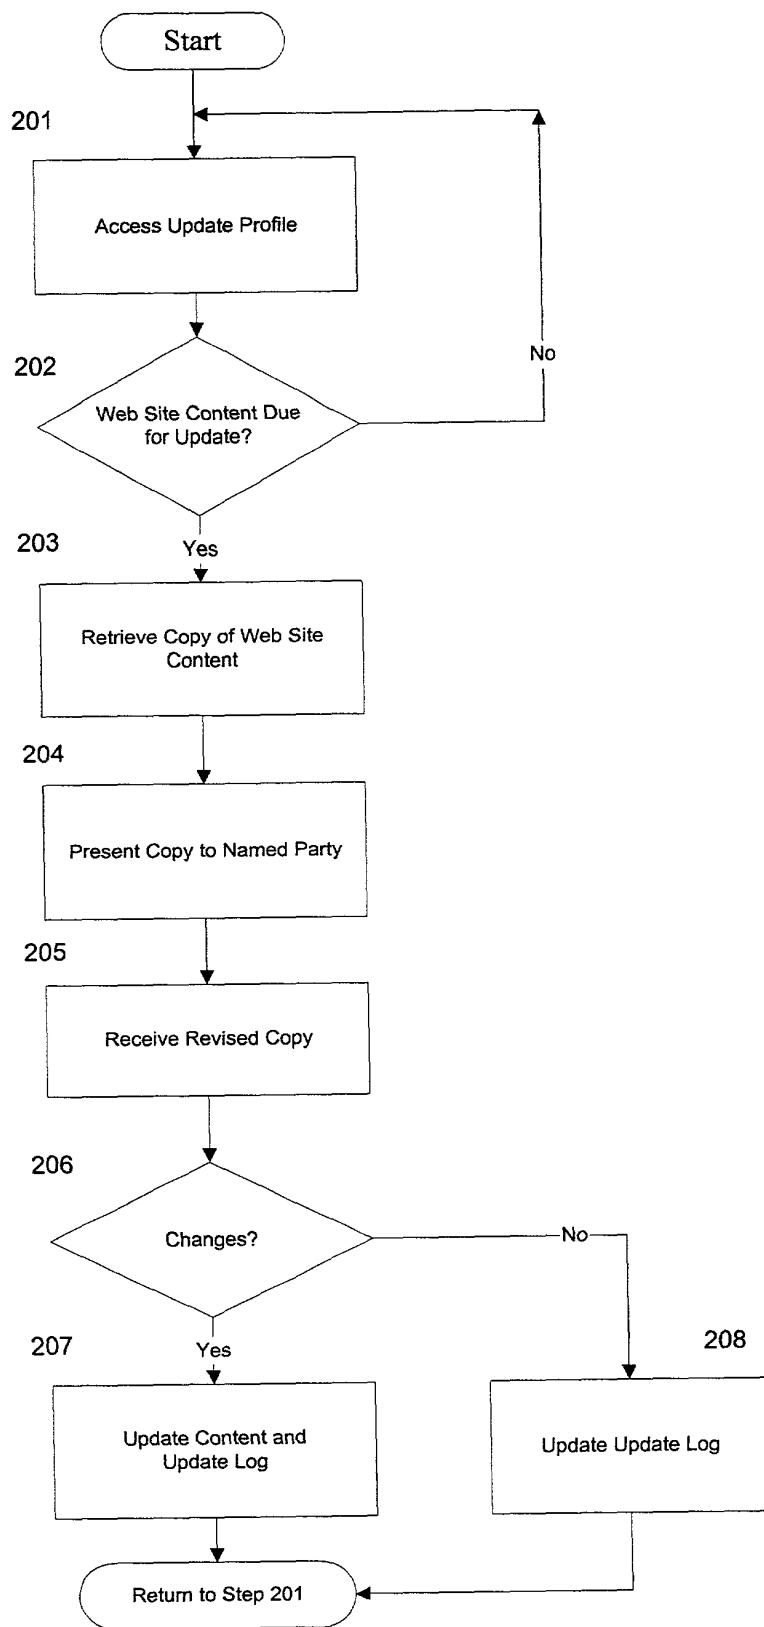 Start
201
Access Update Profile
202
No
Web Site Content Due
for Update?
203
Yes
Retrieve Copy of Web Site
Content
204
Present Copy to Named Party
205
Receive Revised Copy
206
Changes?
No
207
Yes
208
Update Content and
Update Log
Update Update Log
Return to Step 201